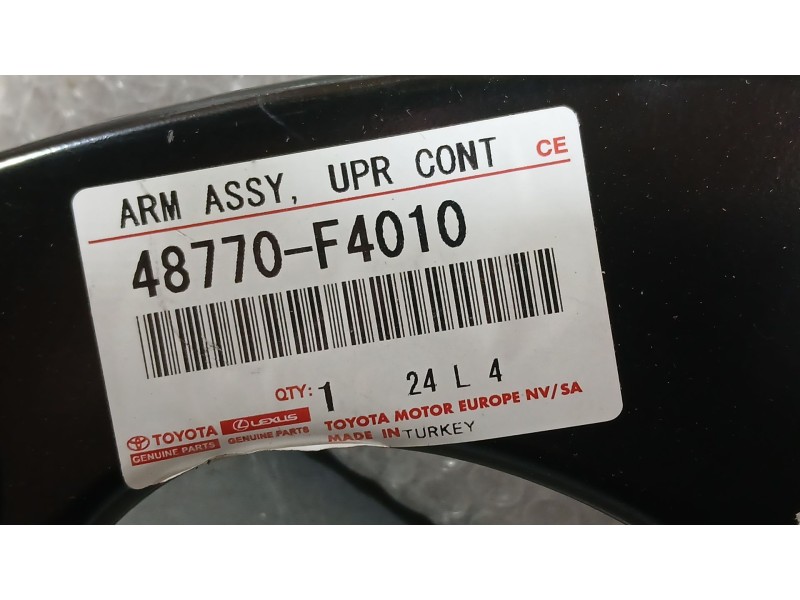 ARM ASSY, UPR CONT CE
48770-F4010
QTY: 1 24 L 4
TOYOTA LEXUS TOYOTA MOTOR EUROPE NV/SA
GENUINE PARTS GENUINE PARTS MADE IN TURKEY